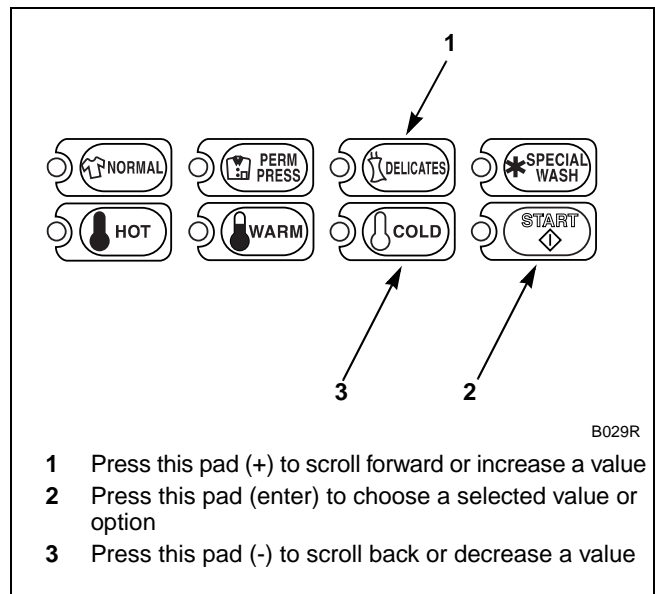 1
NORMAL
PERM
PRESS
DELICATES
SPECIAL
WASH
HOT
WARM
COLD
START
3
2
B029R
1 Press this pad (+) to scroll forward or increase a value
2 Press this pad (enter) to choose a selected value or
option
3 Press this pad (-) to scroll back or decrease a value